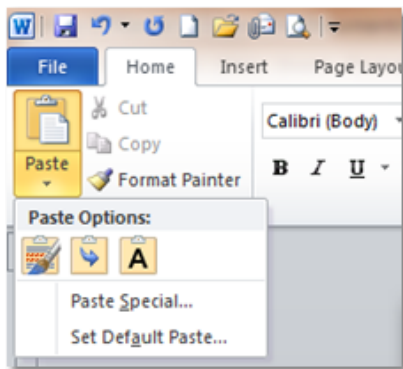 W
File Home Insert Page Layou
Paste
Cut
Copy
Format Painter
Calibri (Body)
B I U
Paste Options:
A
Paste Special...
Set Default Paste...